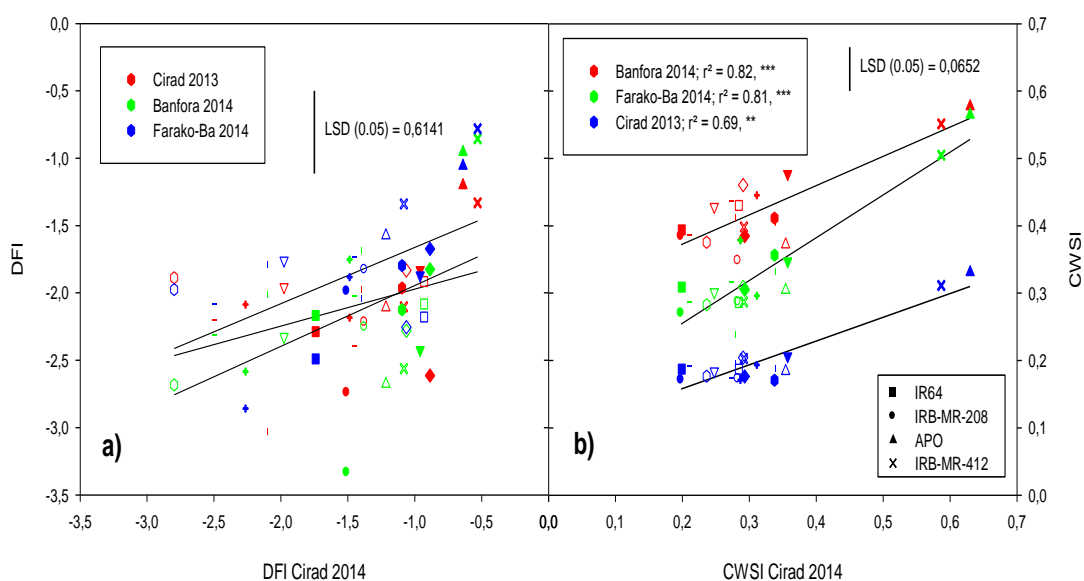 0,0
-0,5
-1,0
-1,5
-2,0
-2,5
-3,0
-3,5
DFI
Cirad 2013
Banfora 2014
Farako-Ba 2014
LSD (0.05) = 0,6141
a)
-3,5 -3,0 -2,5 -2,0 -1,5 -1,0 -0,5 0,0
DFI Cirad 2014
Banfora 2014; r² = 0.82, ***
Farako-Ba 2014; r² = 0.81, ***
Cirad 2013; r² = 0.69, **
LSD (0.05) = 0,0652
b)
IR64
IRB-MR-208
APO
IRB-MR-412
0,0 0,1 0,2 0,3 0,4 0,5 0,6 0,7
CWSI Cirad 2014
0,7
0,6
0,5
0,4
0,3
0,2
0,1
0,0
CWSI